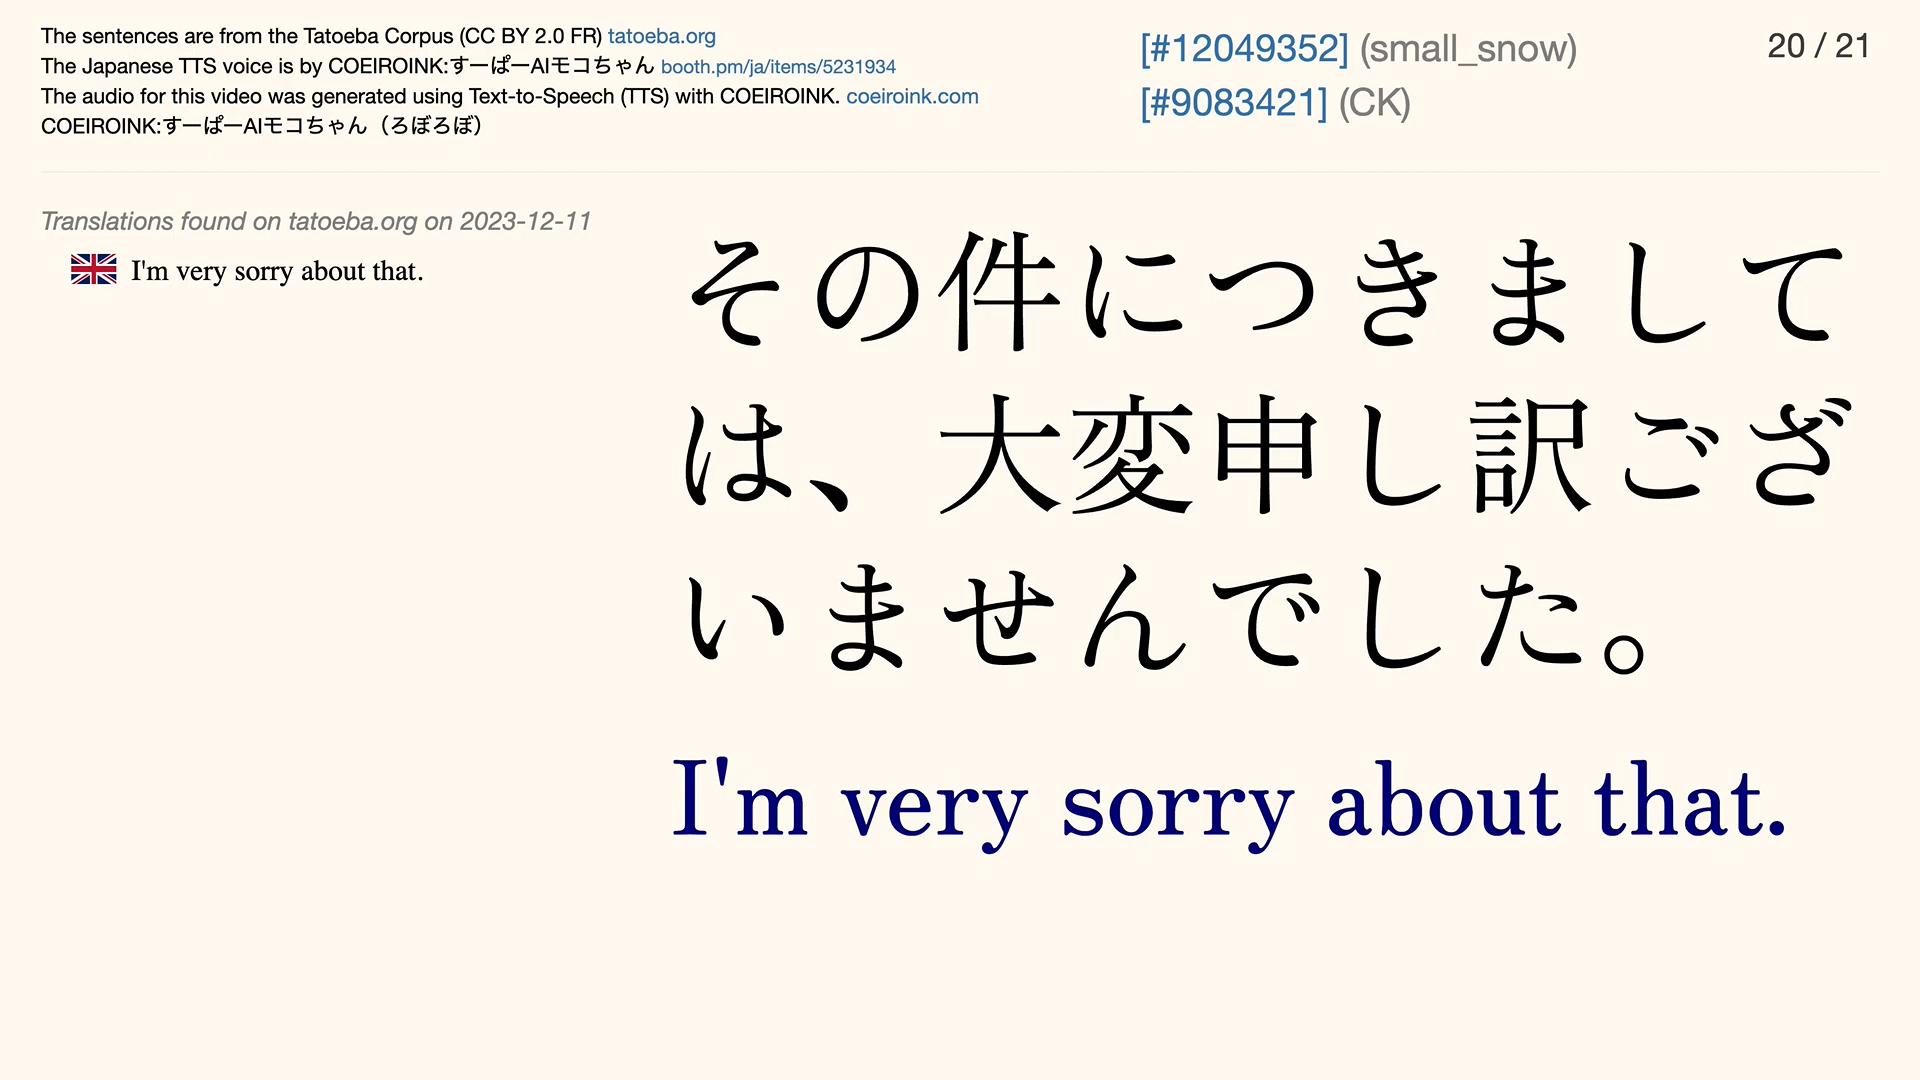 The sentences are from the Tatoeba Corpus (CC BY 2.0 FR) tatoeba.org
The Japanese TTS voice is by COEIROINK:すーぱーAIモコちゃん booth.pm/ja/items/5231934
The audio for this video was generated using Text-to-Speech (TTS) with COEIROINK. coeiroink.com
COEIROINK:すーぱーAIモコちゃん（ろぼろぼ）
[#12049352] (small_snow)
[#9083421] (CK)
20 / 21
Translations found on tatoeba.org on 2023-12-11
I'm very sorry about that.
その件につきまして
は、大変申し訳ござ
いませんでした。
I'm very sorry about that.